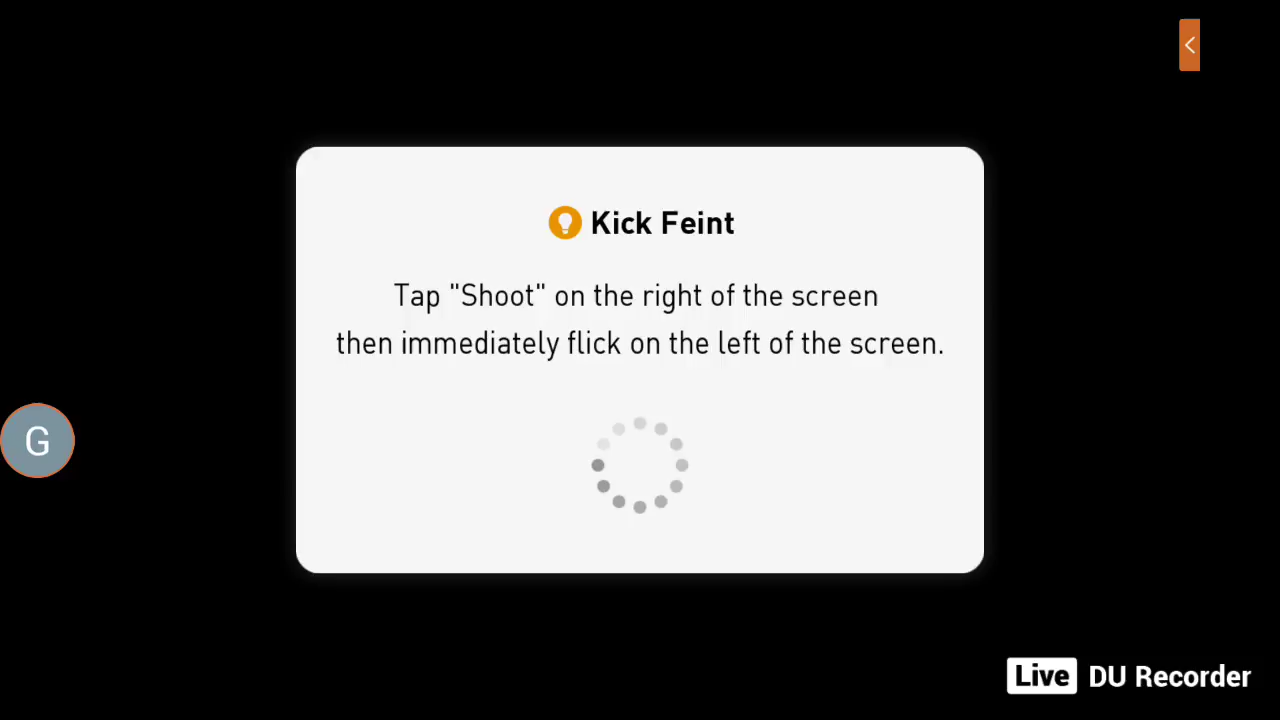 Kick Feint
Tap "Shoot" on the right of the screen
then immediately flick on the left of the screen.
G
Live DU Recorder